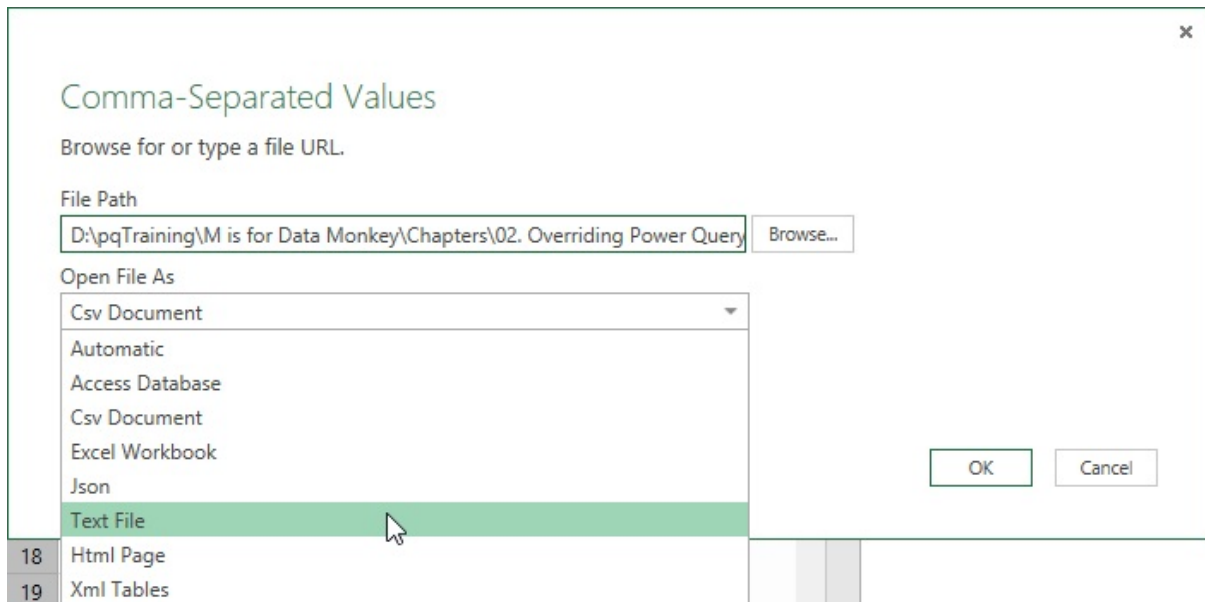 Comma-Separated Values
Browse for or type a file URL.
File Path
D:\pqTraining\M is for Data Monkey\Chapters\02. Overriding Power Query
Browse...
Open File As
Csv Document
Automatic
Access Database
Csv Document
Excel Workbook
Json
OK
Cancel
Text File
18
Html Page
19
Xml Tables